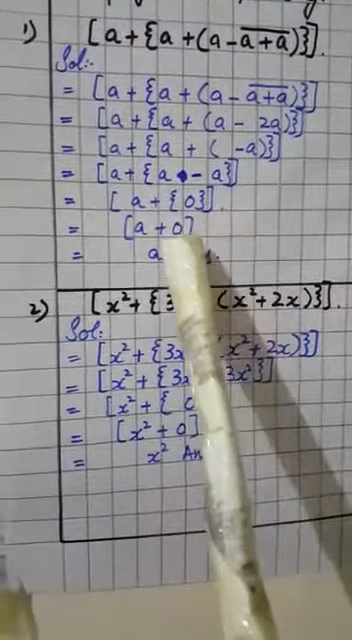 1) [a+{a+(a-a̅+̅a̅)}].
Sol:-
= [a+{a+(a-a̅+̅a̅)}]
= [a+{a+(a-2a)}]
= [a+{a+(-a)}]
= [a+{a-a}]
= [a+{0}].
= [a+0]
= a
2) [x²+{3 (x²+2x)}].
Sol:
= [x²+{3x x²+2x)}]
= [x²+{3x 3x²}]
= [x²+{
= [x²+0]
= x² An